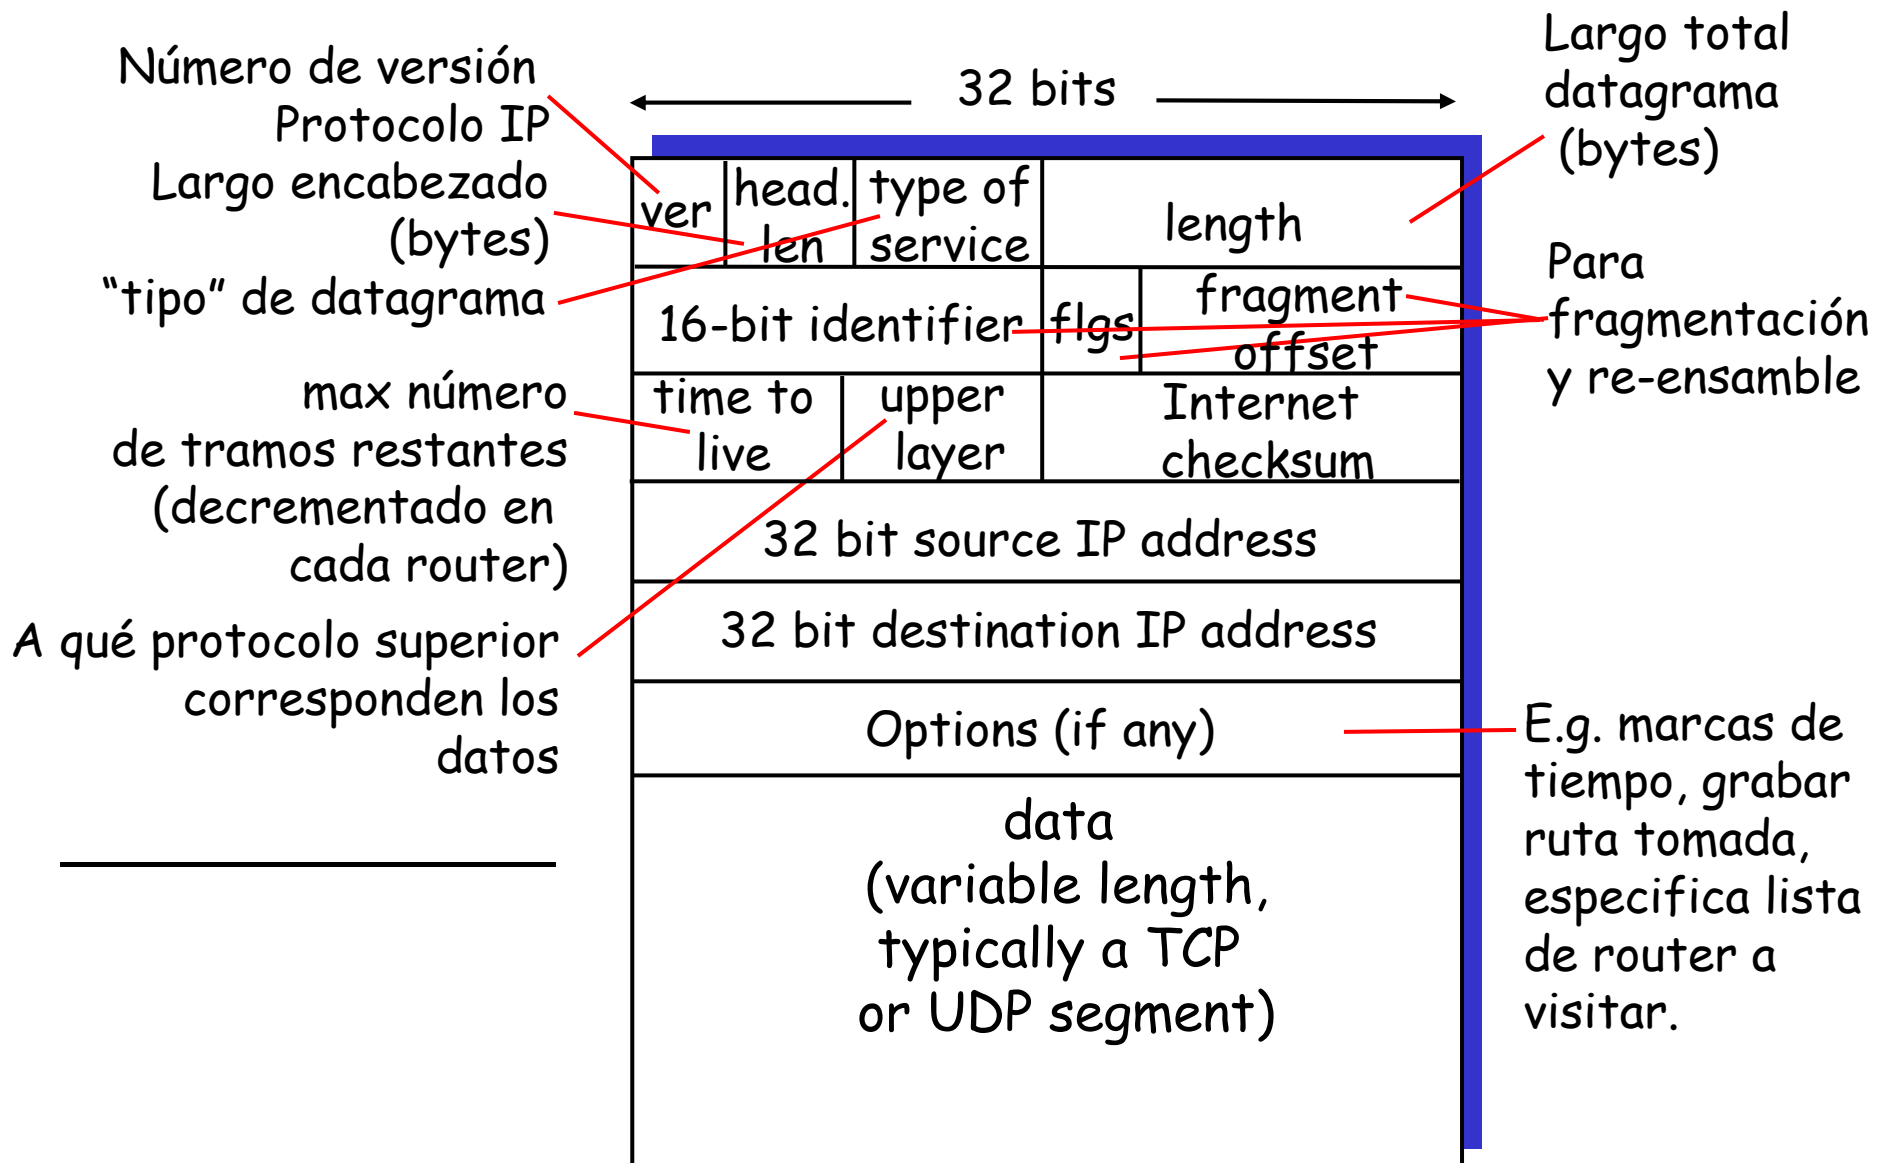 Número de versión
Protocolo IP
Largo encabezado
(bytes)
“tipo” de datagrama
max número
de tramos restantes
(decrementado en
cada router)
A qué protocolo superior
corresponden los
datos
32 bits
ver
head.
len
type of
service
length
16-bit identifier
flgs
fragment
offset
time to
live
upper
layer
Internet
checksum
32 bit source IP address
32 bit destination IP address
Options (if any)
data
(variable length,
typically a TCP
or UDP segment)
Largo total
datagrama
(bytes)
Para
fragmentación
y re-ensamble
E.g. marcas de
tiempo, grabar
ruta tomada,
especifica lista
de router a
visitar.